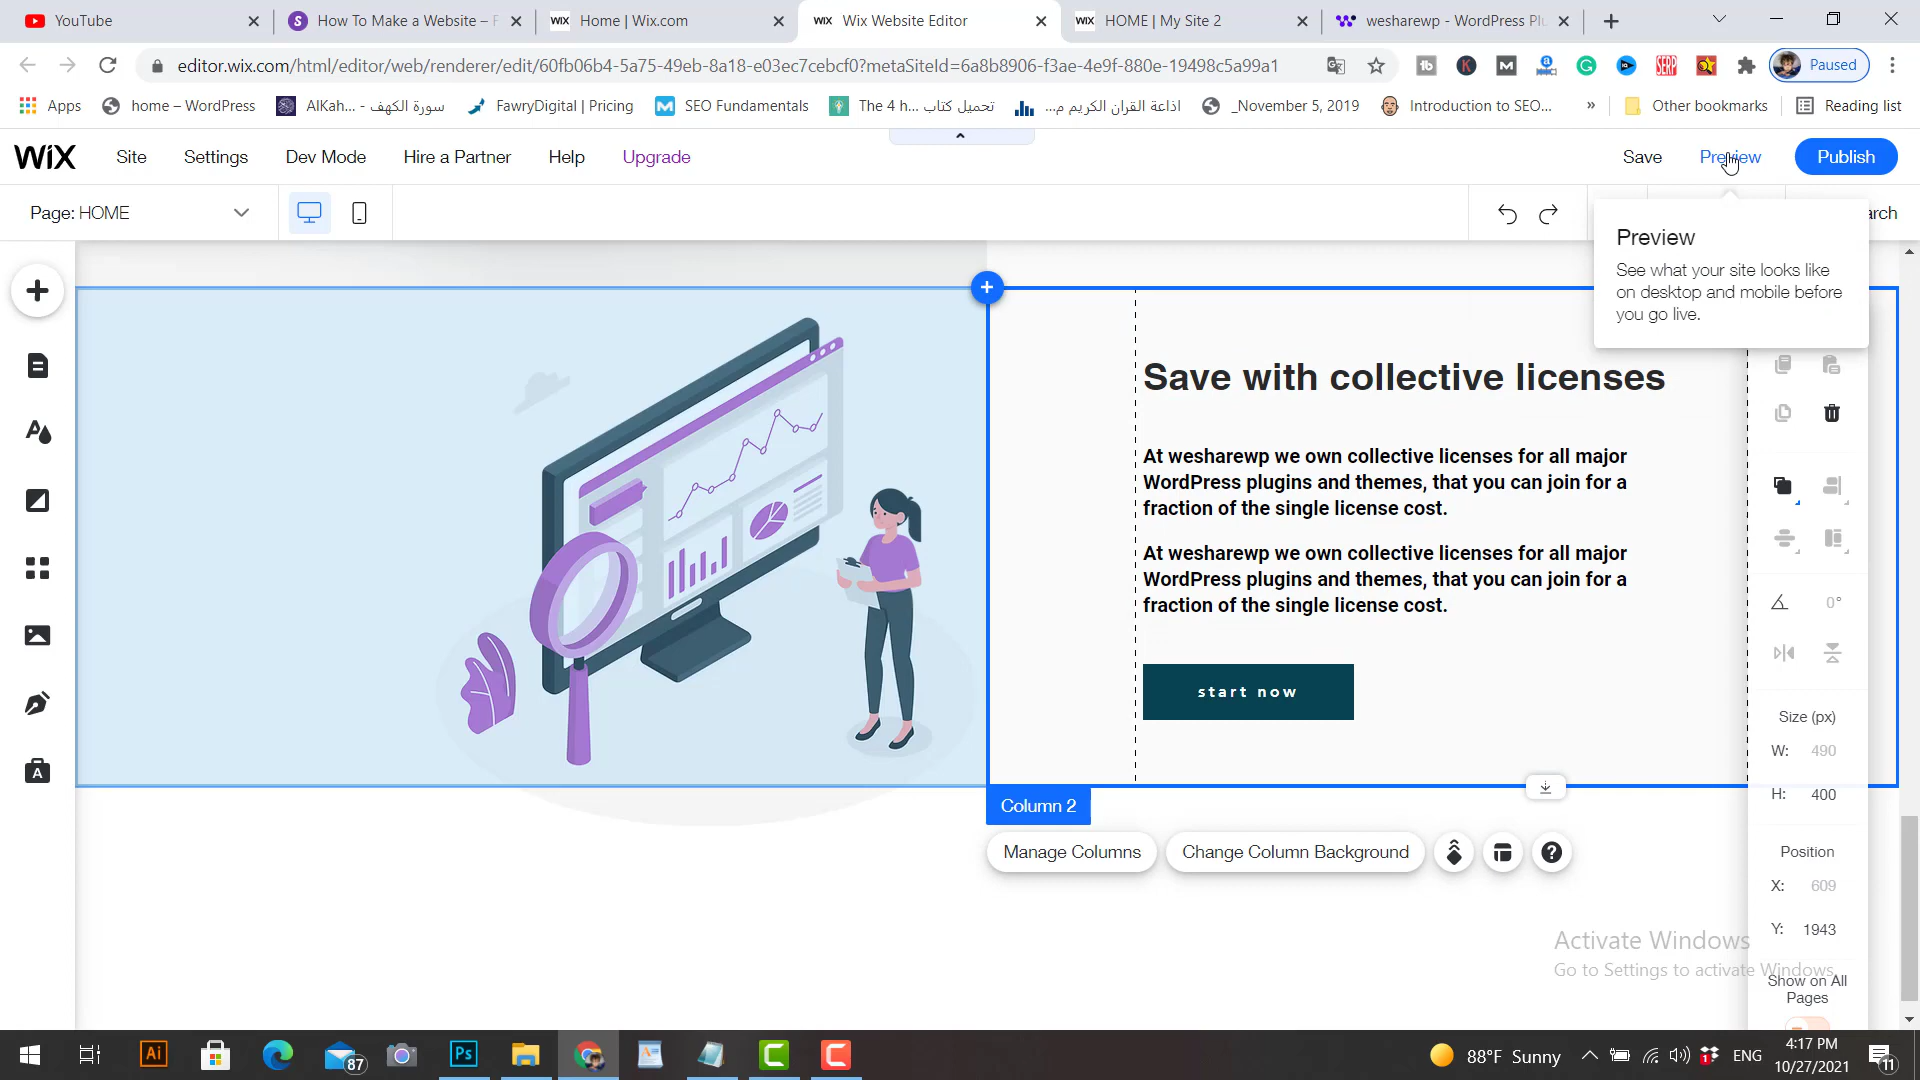 YouTube
How To Make a Website – F
WIX Home | Wix.com
WIX Wix Website Editor
WIX HOME | My Site 2
wesharewp - WordPress Plu
editor.wix.com/html/editor/web/renderer/edit/60fb06b4-5a75-49eb-8a18-e03ec7cebcf0?metaSiteId=6a8b8906-f3ae-4e9f-880e-19498c5a99a1
Paused
Apps
home – WordPress
AlKah... - سورة الكهف
FawryDigital | Pricing
SEO Fundamentals
The 4 h... تحميل كتاب
اذاعة القران الكريم م...
_November 5, 2019
Introduction to SEO...
»
Other bookmarks
Reading list
WIX
Site
Settings
Dev Mode
Hire a Partner
Help
Upgrade
Save
Preview
Publish
Page: HOME
arch
Preview
See what your site looks like
on desktop and mobile before
you go live.
Save with collective licenses
At wesharewp we own collective licenses for all major
WordPress plugins and themes, that you can join for a
fraction of the single license cost.
At wesharewp we own collective licenses for all major
WordPress plugins and themes, that you can join for a
fraction of the single license cost.
start now
0°
Size (px)
W: 490
H: 400
Position
X: 609
Y: 1943
Show on All
Pages
Column 2
Manage Columns
Change Column Background
Activate Windows
Go to Settings to activate Windows.
87
88°F Sunny
1
ENG
4:17 PM
10/27/2021
11